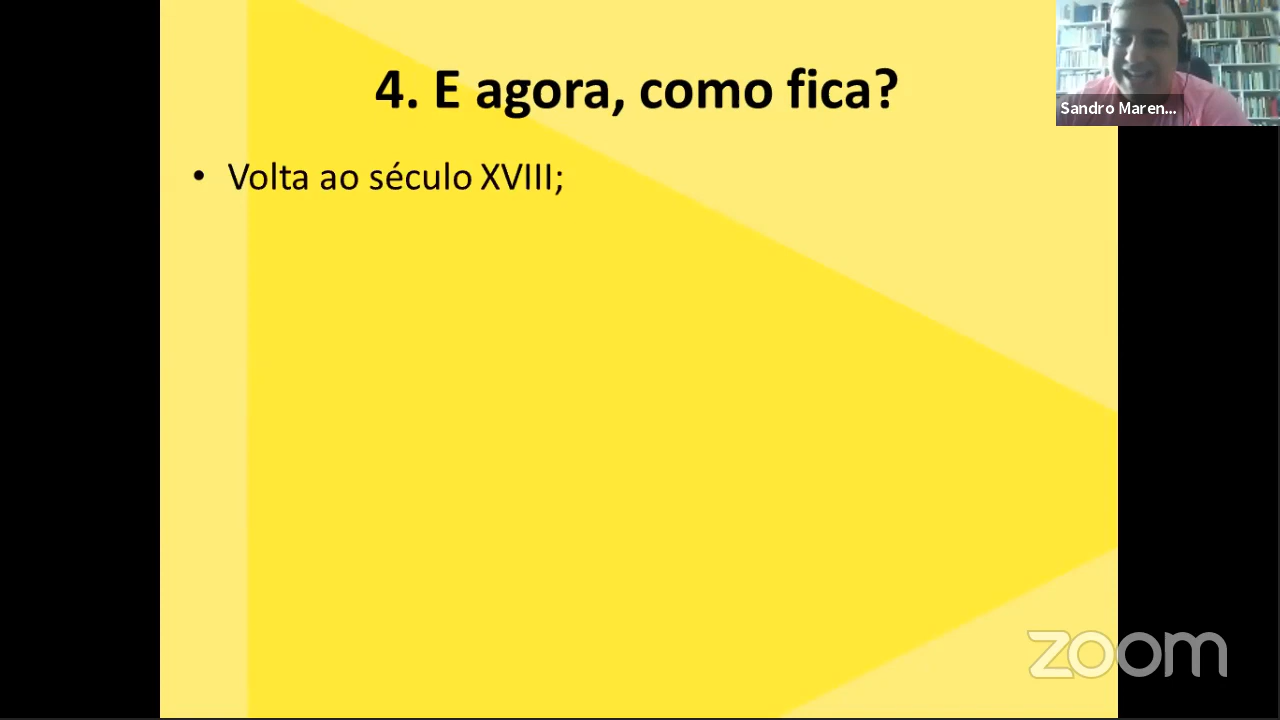 4. E agora, como fica?
Sandro Maren...
• Volta ao século XVIII;
zoom